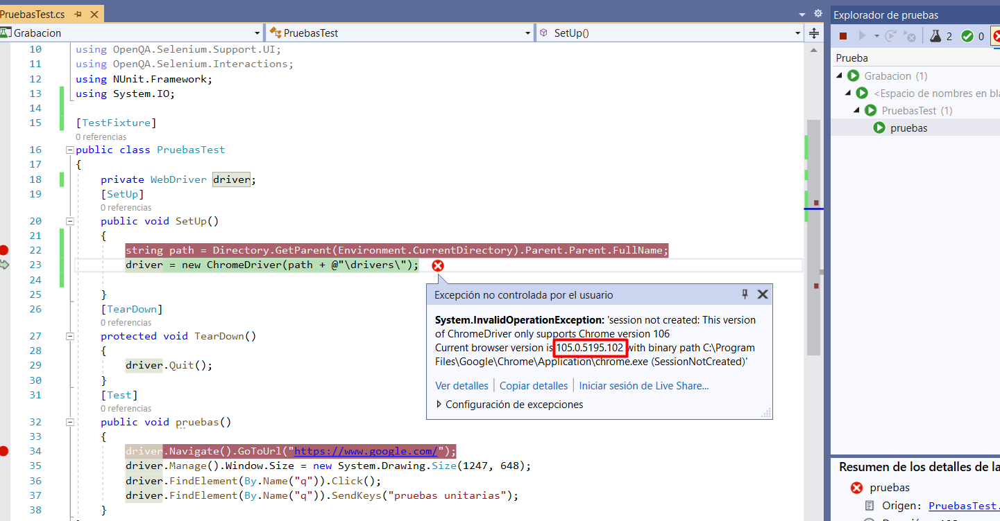 PruebasTest.cs
Grabacion
PruebasTest
SetUp()
10 using OpenQA.Selenium.Support.UI;
11 using OpenQA.Selenium.Interactions;
12 using NUnit.Framework;
13 using System.IO;
14
15 [TestFixture]
0 referencias
16 public class PruebasTest
17 {
18 private WebDriver driver;
19 [SetUp]
0 referencias
20 public void SetUp()
21 {
22 string path = Directory.GetParent(Environment.CurrentDirectory).Parent.Parent.FullName;
23 driver = new ChromeDriver(path + @"\drivers\");
24
25 }
26 [TearDown]
0 referencias
27 protected void TearDown()
28 {
29 driver.Quit();
30 }
31 [Test]
0 referencias
32 public void pruebas()
33 {
34 driver.Navigate().GoToUrl("https://www.google.com/");
35 driver.Manage().Window.Size = new System.Drawing.Size(1247, 648);
36 driver.FindElement(By.Name("q")).Click();
37 driver.FindElement(By.Name("q")).SendKeys("pruebas unitarias");
38 }
Excepción no controlada por el usuario
System.InvalidOperationException: 'session not created: This version
of ChromeDriver only supports Chrome version 106
Current browser version is 105.0.5195.102 with binary path C:\Program
Files\Google\Chrome\Application\chrome.exe (SessionNotCreated)'
Ver detalles | Copiar detalles | Iniciar sesión de Live Share...
Configuración de excepciones
Explorador de pruebas
2 0
Prueba
Grabacion (1)
<Espacio de nombres en
PruebasTest (1)
pruebas
Resumen de los detalles de la
pruebas
Origen: PruebasTest.